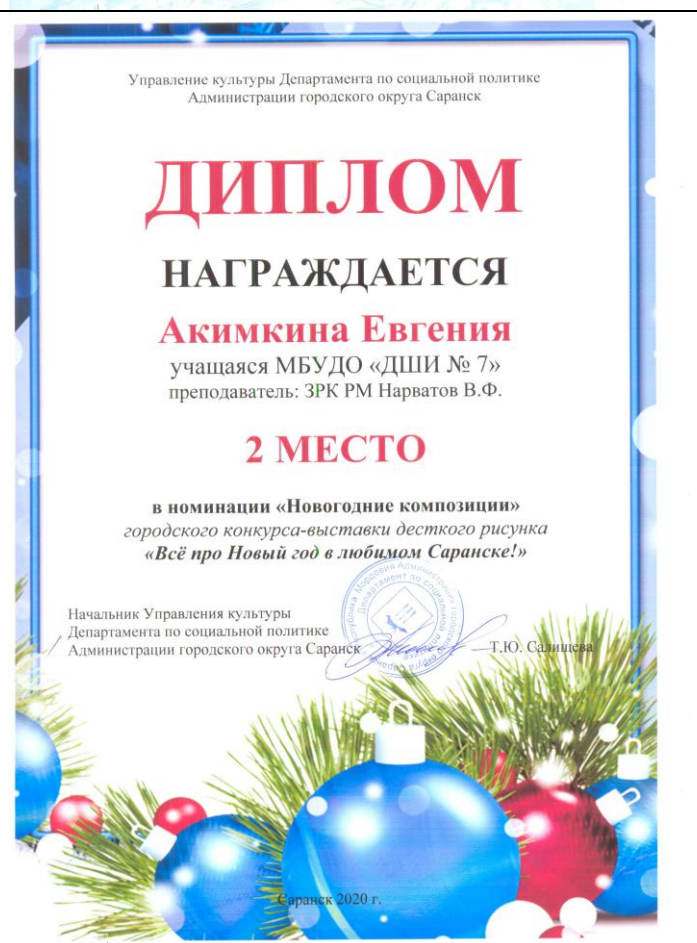 Управление культуры Департамента по социальной политике
Администрации городского округа Саранск
ДИПЛОМ
НАГРАЖДАЕТСЯ
Акимкина Евгения
учащаяся МБУДО «ДШИ № 7»
преподаватель: ЗРК РМ Нарватов В.Ф.
2 МЕСТО
в номинации «Новогодние композиции»
городского конкурса-выставки десткого рисунка
«Всё про Новый год в любимом Саранске!»
Начальник Управления культуры
Департамента по социальной политике
Администрации городского округа Саранск
Т.Ю. Салищева
Саранск 2020 г.